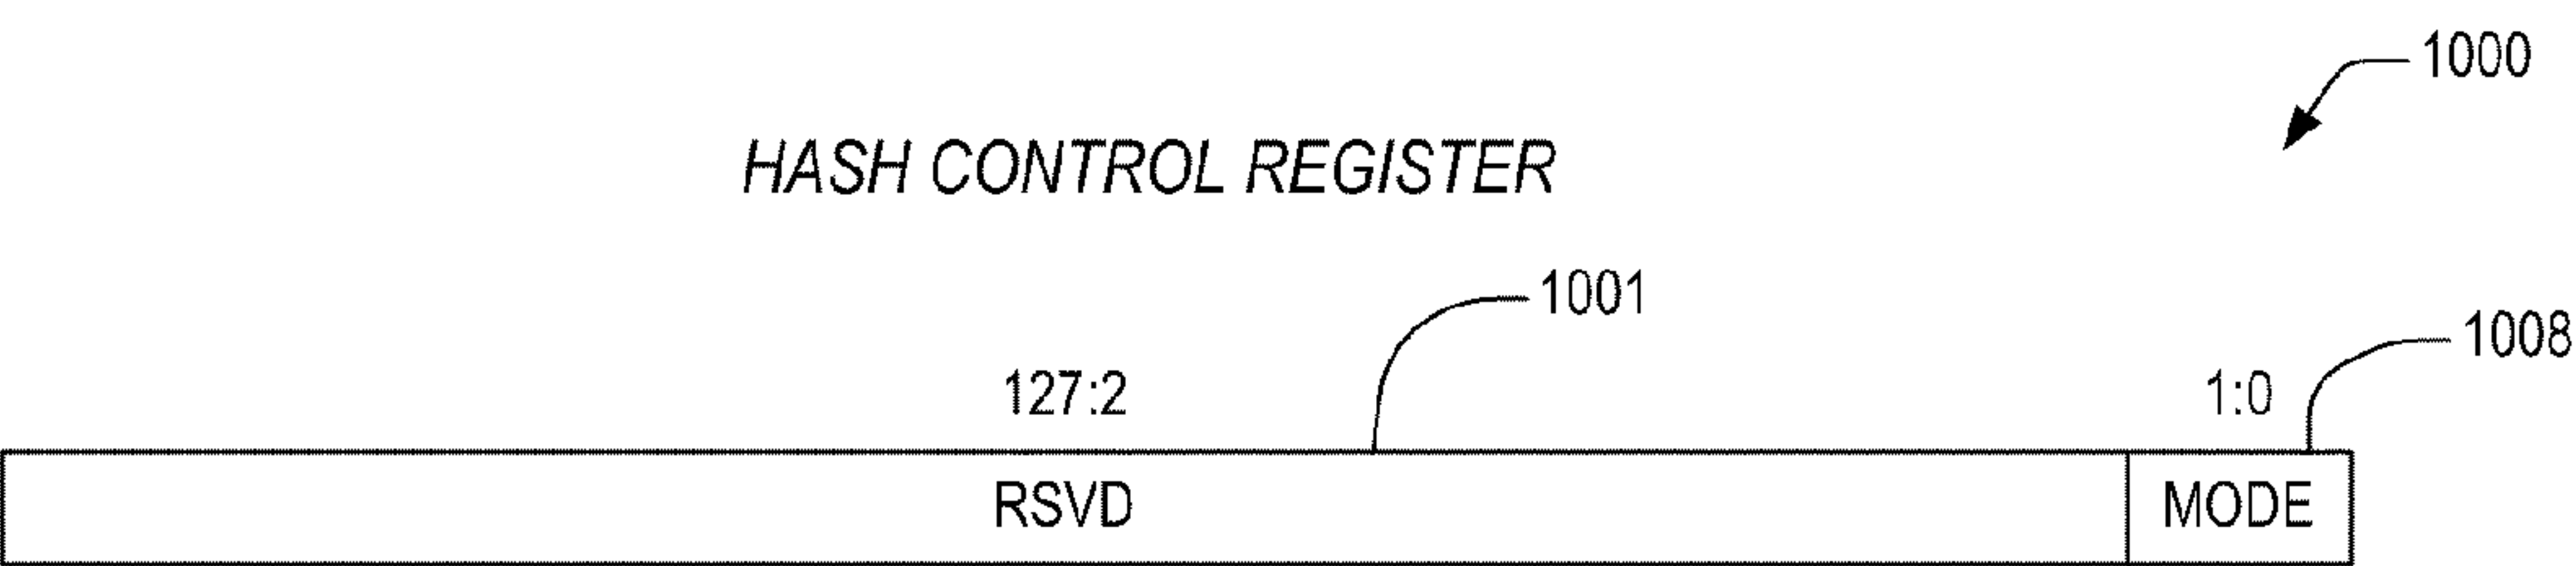 1000
HASH CONTROL REGISTER
1001
1008
127:2
1:0
RSVD
MODE